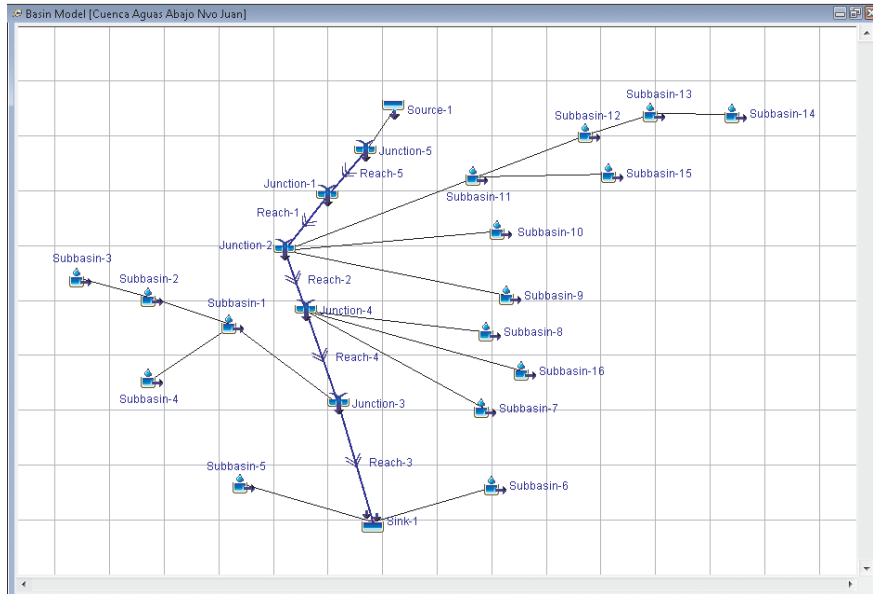 Basin Model [Cuenca Aguas Abajo Nvo Juan]
Subbasin-13
Source-1
Subbasin-12
Subbasin-14
Junction-5
Reach-5
Subbasin-15
Junction-1
Subbasin-11
Reach-1
Subbasin-10
Junction-2
Subbasin-3
Subbasin-2
Reach-2
Subbasin-9
Subbasin-1
Junction-4
Subbasin-8
Reach-4
Subbasin-16
Subbasin-4
Junction-3
Subbasin-7
Subbasin-5
Reach-3
Subbasin-6
Sink-1